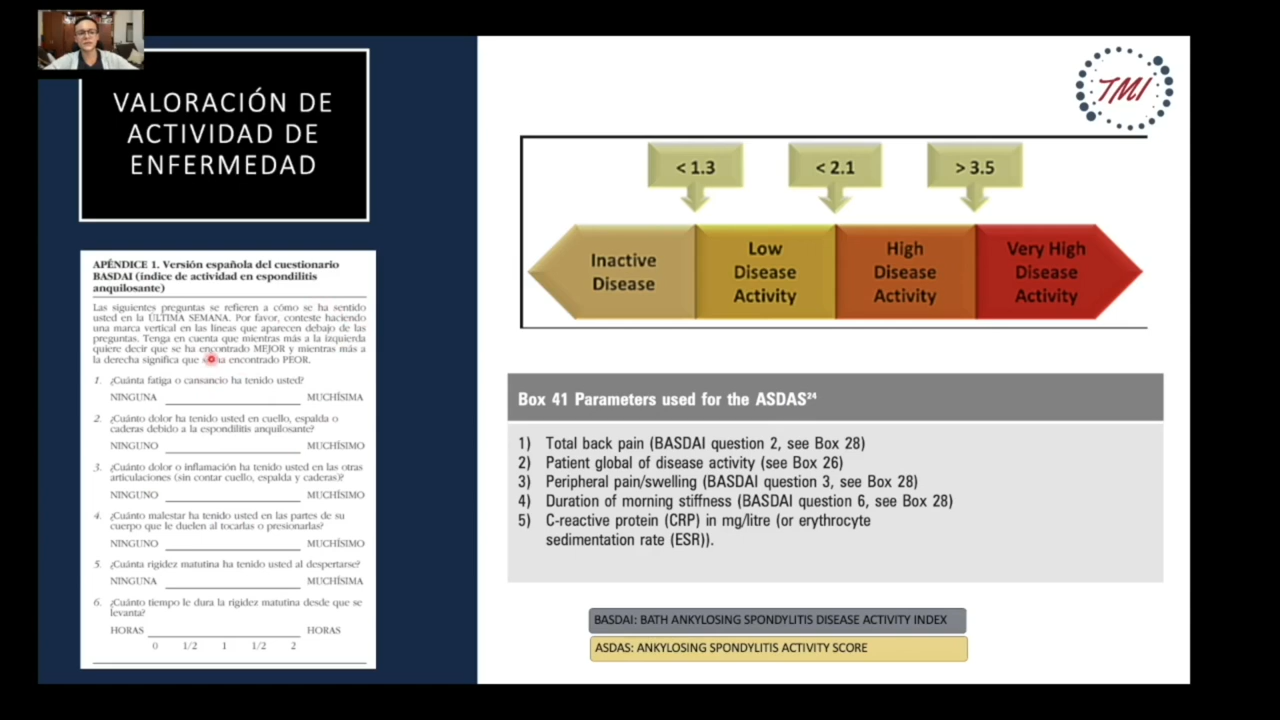 VALORACIÓN DE
ACTIVIDAD DE
ENFERMEDAD
APÉNDICE 1. Versión española del cuestionario
BASDAI (índice de actividad en espondilitis
anquilosante)
Las siguientes preguntas se refieren a cómo se ha sentido
usted en la ÚLTIMA SEMANA. Por favor, conteste haciendo
una marca vertical en las líneas que aparecen debajo de las
preguntas. Tenga en cuenta que mientras más a la izquierda
quiere decir que se ha encontrado MEJOR y mientras más a
la derecha significa que ha encontrado PEOR.
1. ¿Cuánta fatiga o cansancio ha tenido usted?
NINGUNA MUCHÍSIMA
2. ¿Cuánto dolor ha tenido usted en cuello, espalda o
caderas debido a la espondilitis anquilosante?
NINGUNO MUCHÍSIMO
3. ¿Cuánto dolor o inflamación ha tenido usted en las otras
articulaciones (sin contar cuello, espalda y caderas)?
NINGUNO MUCHÍSIMO
4. ¿Cuánto malestar ha tenido usted en las partes de su
cuerpo que le duelen al tocarlas o presionarlas?
NINGUNO MUCHÍSIMO
5. ¿Cuánta rigidez matutina ha tenido usted al despertarse?
NINGUNA MUCHÍSIMA
6. ¿Cuánto tiempo le dura la rigidez matutina desde que se
levanta?
HORAS HORAS
0 1/2 1 1/2 2
TMI
< 1.3 < 2.1 > 3.5
Inactive
Disease
Low
Disease
Activity
High
Disease
Activity
Very High
Disease
Activity
Box 41 Parameters used for the ASDAS24
1) Total back pain (BASDAI question 2, see Box 28)
2) Patient global of disease activity (see Box 26)
3) Peripheral pain/swelling (BASDAI question 3, see Box 28)
4) Duration of morning stiffness (BASDAI question 6, see Box 28)
5) C-reactive protein (CRP) in mg/litre (or erythrocyte
sedimentation rate (ESR)).
BASDAI: BATH ANKYLOSING SPONDYLITIS DISEASE ACTIVITY INDEX
ASDAS: ANKYLOSING SPONDYLITIS ACTIVITY SCORE